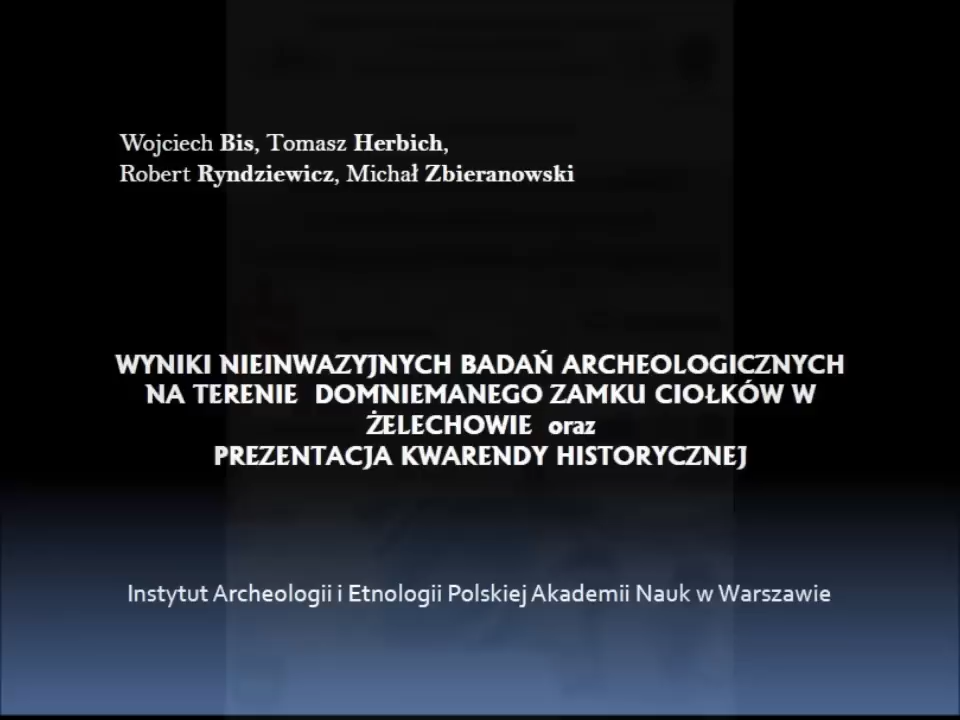 Wojciech Bis, Tomasz Herbich,
Robert Ryndziewicz, Michał Zbieranowski
WYNIKI NIEINWAZYJNYCH BADAŃ ARCHEOLOGICZNYCH
NA TERENIE DOMNIEMANEGO ZAMKU CIOŁKÓW W
ŻELECHOWIE oraz
PREZENTACJA KWARENDY HISTORYCZNEJ
Instytut Archeologii i Etnologii Polskiej Akademii Nauk w Warszawie